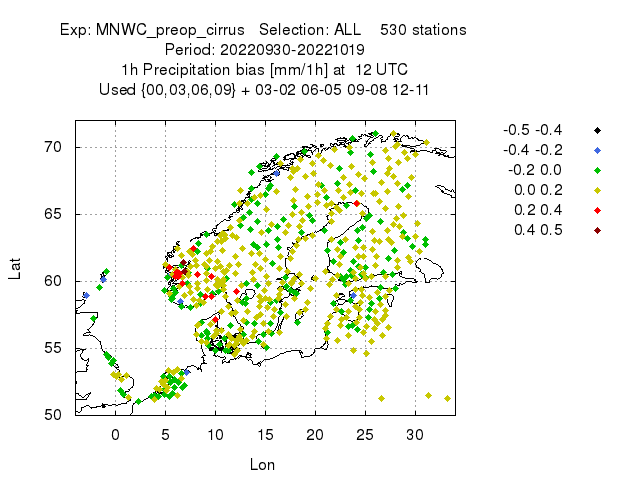 Exp: MNWC_preop_cirrus   Selection: ALL    530 stations
Period: 20220930-20221019
1h Precipitation bias [mm/1h] at  12 UTC
Used {00,03,06,09} + 03-02 06-05 09-08 12-11
-0.5 -0.4
-0.4 -0.2
-0.2 0.0
0.0 0.2
0.2 0.4
0.4 0.5
70
65
60
55
50
Lat
0 5 10 15 20 25 30
Lon